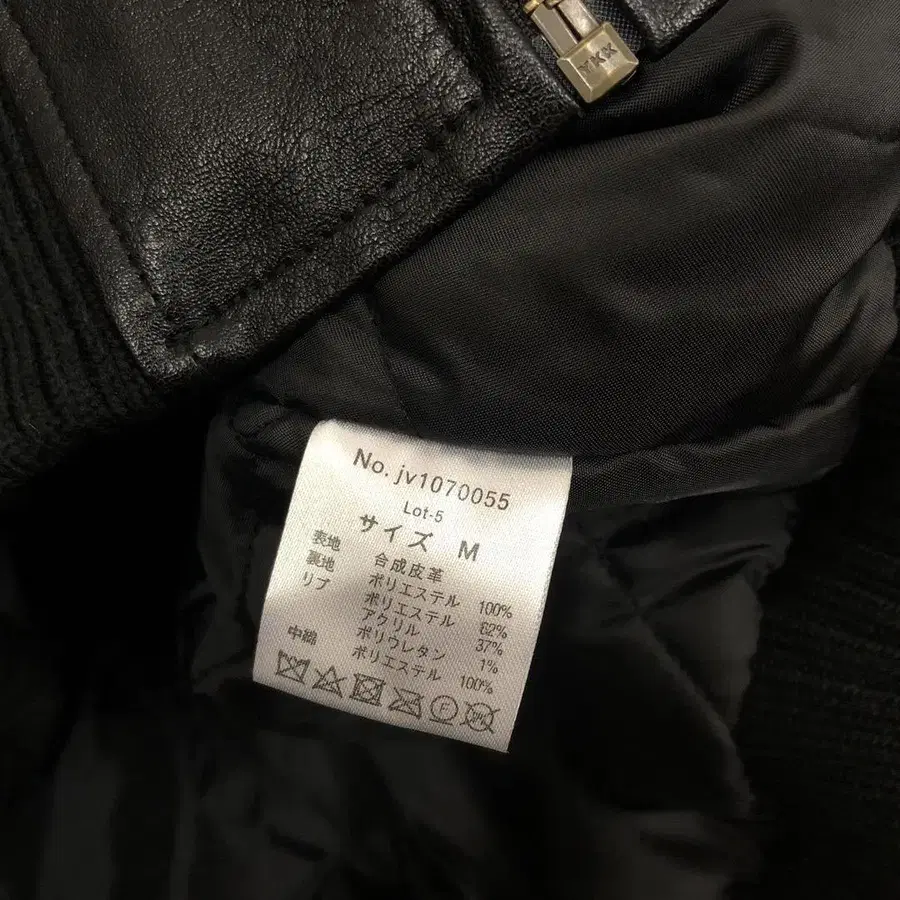 YKK
No. jv1070055
Lot-5
サイズ M
表地 合成皮革
裏地 ポリエステル 100%
リブ ポリエステル 62%
アクリル 37%
ポリウレタン 1%
中綿 ポリエステル 100%
F
W